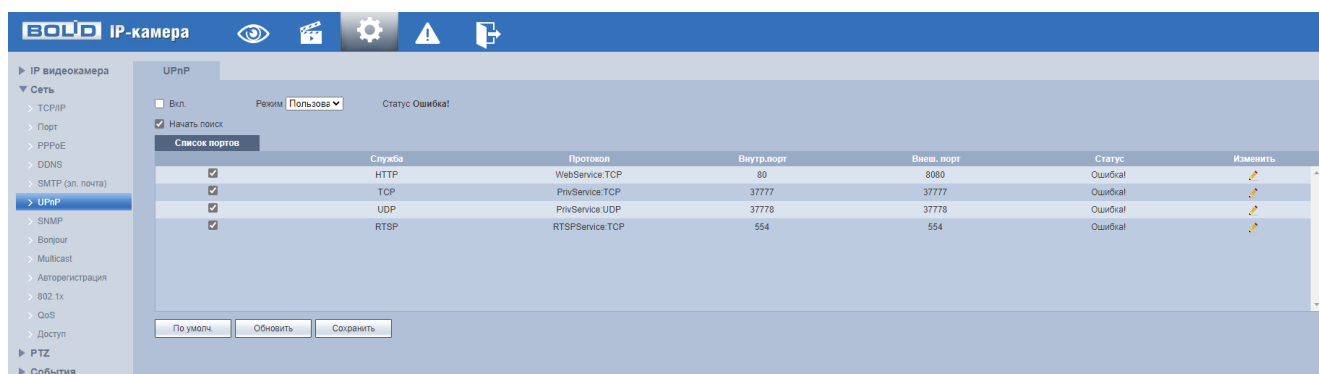 BOLID IP-камера
IP видеокамера
Сеть
TCP/IP
Порт
PPPoE
DDNS
SMTP (эл. почта)
UPnP
SNMP
Bonjour
Multicast
Авторегистрация
802.1x
QoS
Доступ
PTZ
События
UPnP
Вкл. Режим Пользова Статус Ошибка!
Начать поиск
Список портов
Служба Протокол Внутр.порт Внеш. порт Статус Изменить
HTTP WebService:TCP 80 8080 Ошибка!
TCP PrivService:TCP 37777 37777 Ошибка!
UDP PrivService:UDP 37778 37778 Ошибка!
RTSP RTSPService:TCP 554 554 Ошибка!
По умолч. Обновить Сохранить